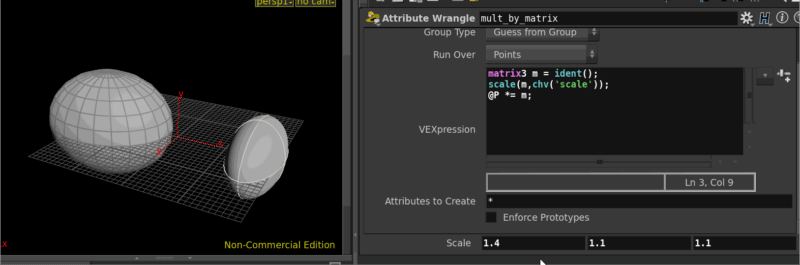 persp1 no cam
Attribute Wrangle mult_by_matrix
Group Type Guess from Group
Run Over Points
matrix3 m = ident();
scale(m,chv('scale'));
@P *= m;
VEXpression
Ln 3, Col 9
Attributes to Create *
Enforce Prototypes
Scale 1.4 1.1 1.1
Non-Commercial Edition